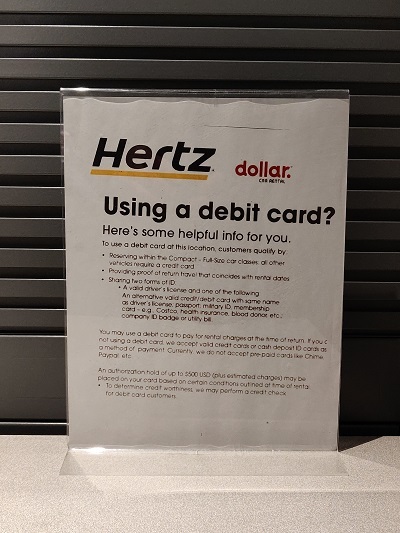 Hertz
dollar.
CAR RENTAL
Using a debit card?
Here's some helpful info for you.
To use a debit card at this location, customers qualify by:
• Reserving within the Compact - Full-Size car classes, all other
vehicles require a credit card
• Providing proof of return travel that coincides with rental dates
• Sharing two forms of ID
• A valid driver's license and one of the following
An alternative valid credit/debit card with same name
as driver's license, passport, military ID, membership
card - e.g., Costco, health insurance, blood donor etc.,
company ID badge or utility bill
You may use a debit card to pay for rental charges at the time of return. If you c
not using a debit card, we accept valid credit cards or cash deposit ID cards as
a method of payment. Currently, we do not accept pre-paid cards like Chime,
Paypal, etc
An authorization hold of up to $500 USD (plus estimated charges) may be
placed on your card based on certain conditions outlined at time of rental.
• To determine credit worthiness, we may perform a credit check
for debit card customers.